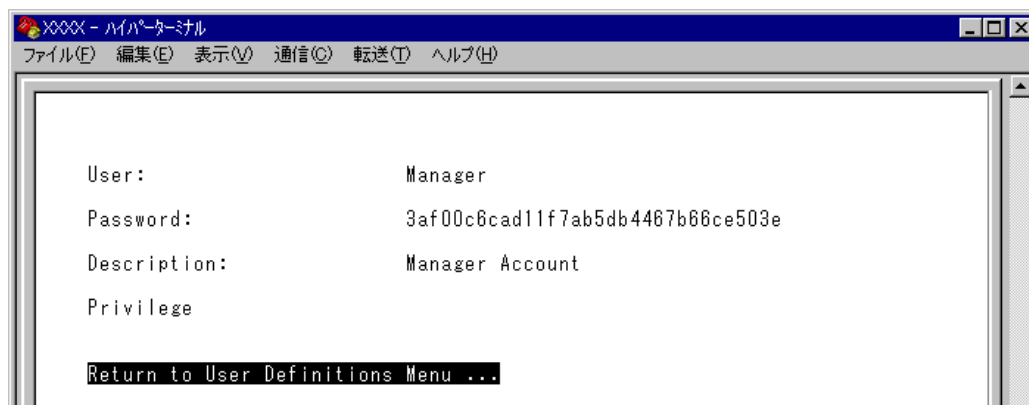 XXXX - ハイパーターミナル
ファイル(F) 編集(E) 表示(V) 通信(C) 転送(T) ヘルプ(H)
User: Manager
Password: 3af00c6cad11f7ab5db4467b66ce503e
Description: Manager Account
Privilege
Return to User Definitions Menu ...